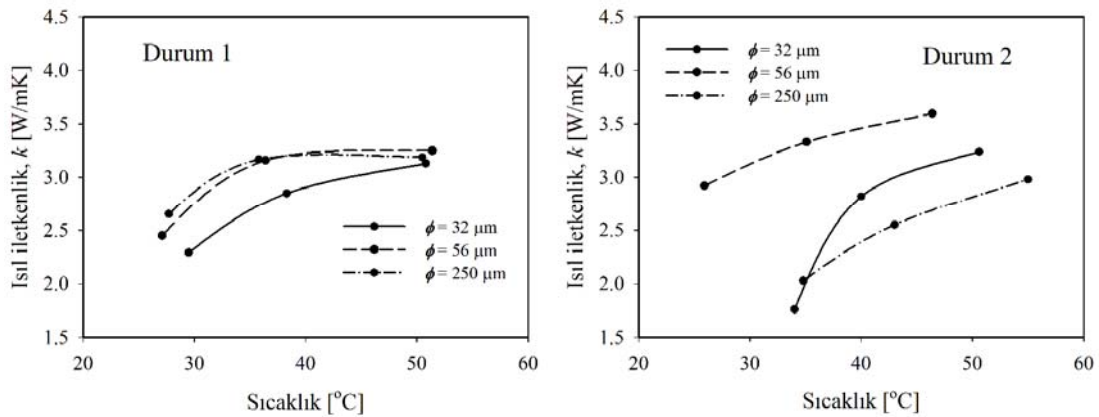 Durum 1
Isıl iletkenlik, k [W/mK]
4.5
4.0
3.5
3.0
2.5
2.0
1.5
ϕ = 32 μm
ϕ = 56 μm
ϕ = 250 μm
20
30
40
50
60
Sıcaklık [°C]
Durum 2
Isıl iletkenlik, k [W/mK]
4.5
4.0
3.5
3.0
2.5
2.0
1.5
ϕ = 32 μm
ϕ = 56 μm
ϕ = 250 μm
20
30
40
50
60
Sıcaklık [°C]